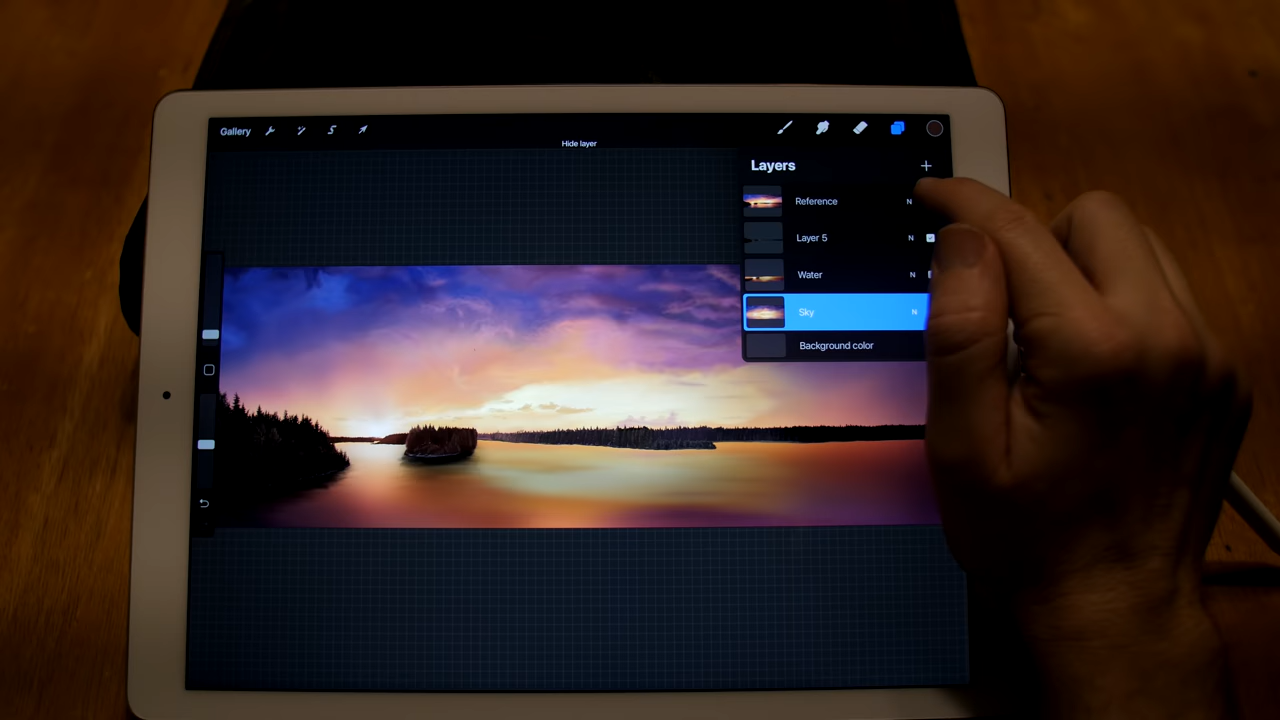 Gallery
Hide layer
Layers
Reference N
Layer 5 N
Water N
Sky N
Background color